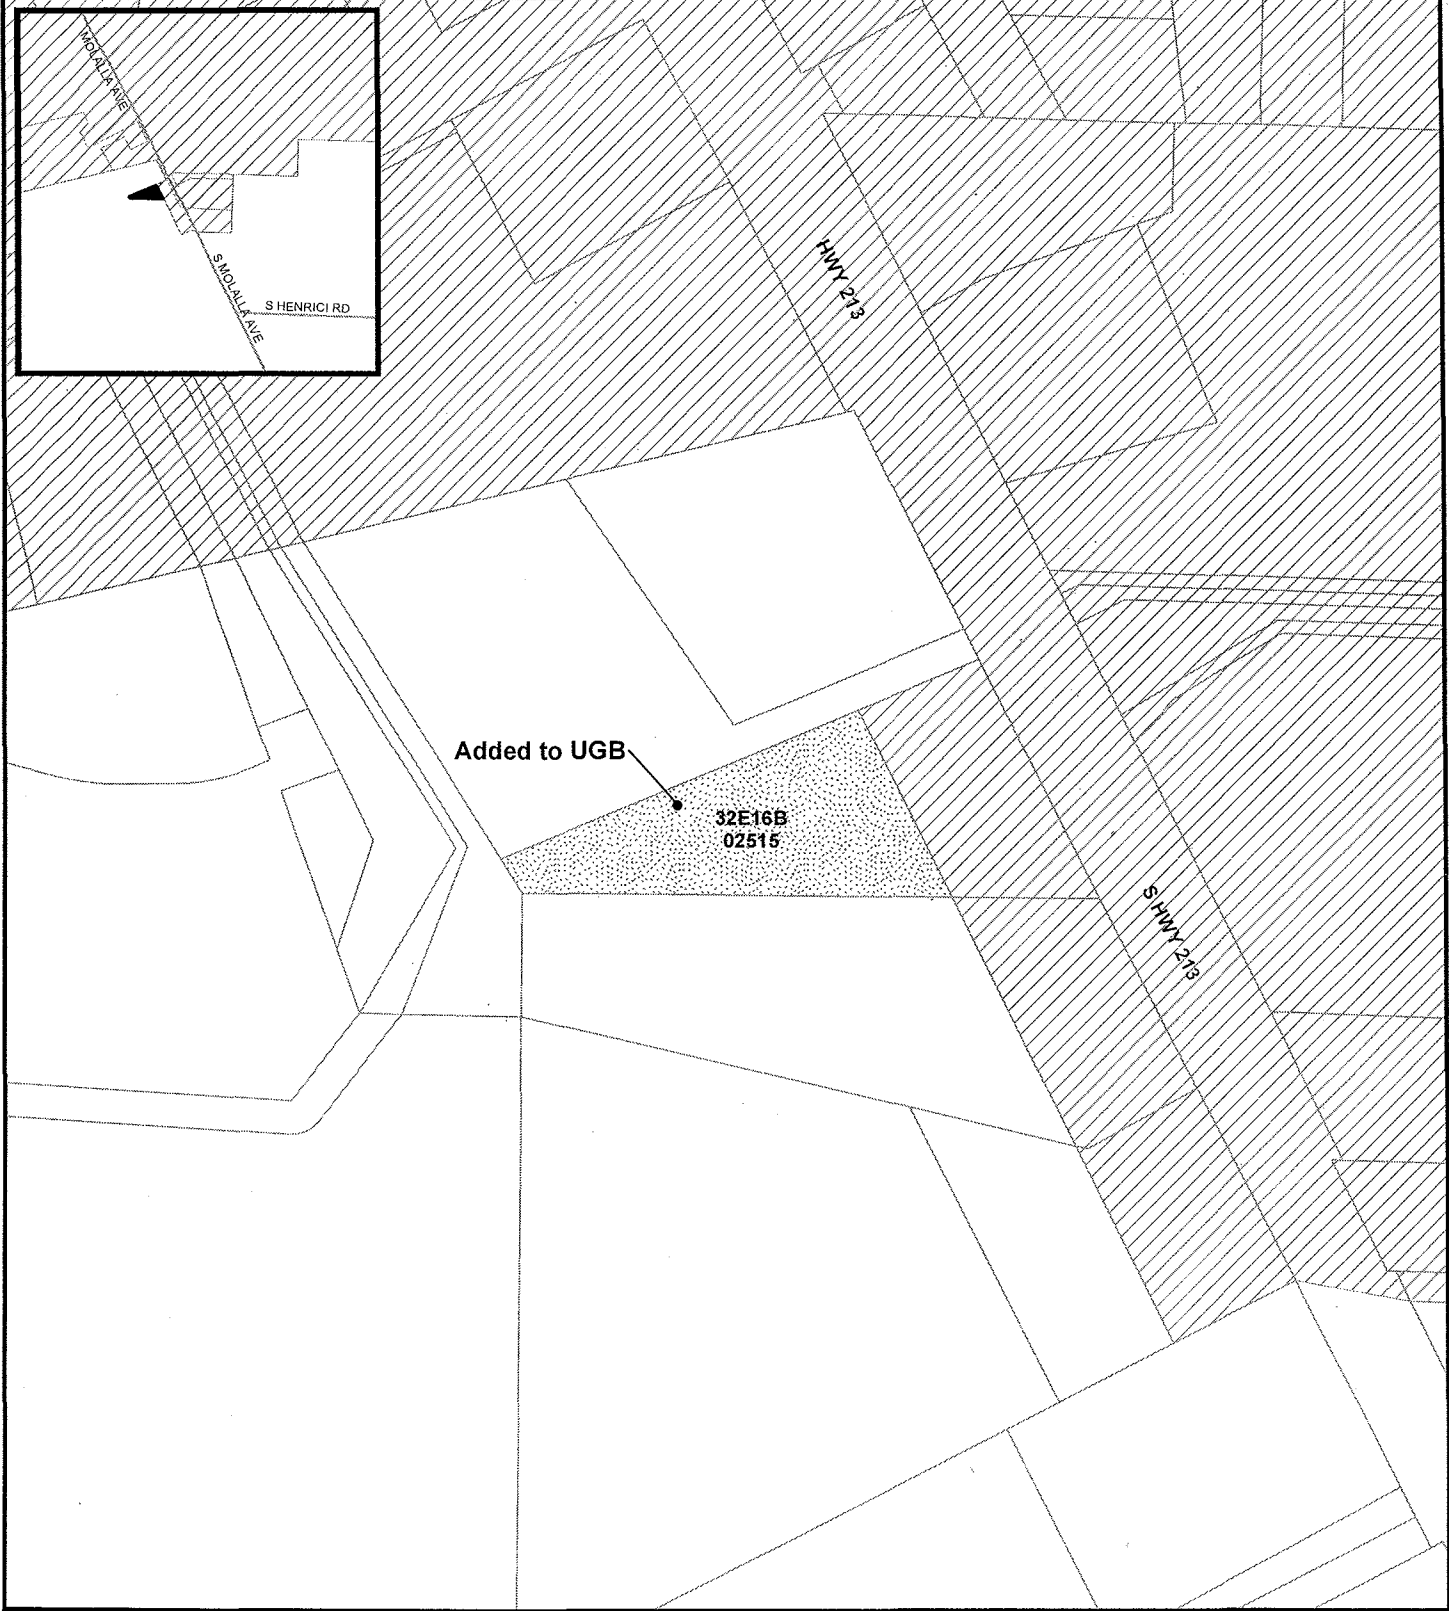 MOLALLA AVE
S MOLALLA AVE
S HENRICI RD
HWY 213
Added to UGB
32E16B
02515
S HWY 213